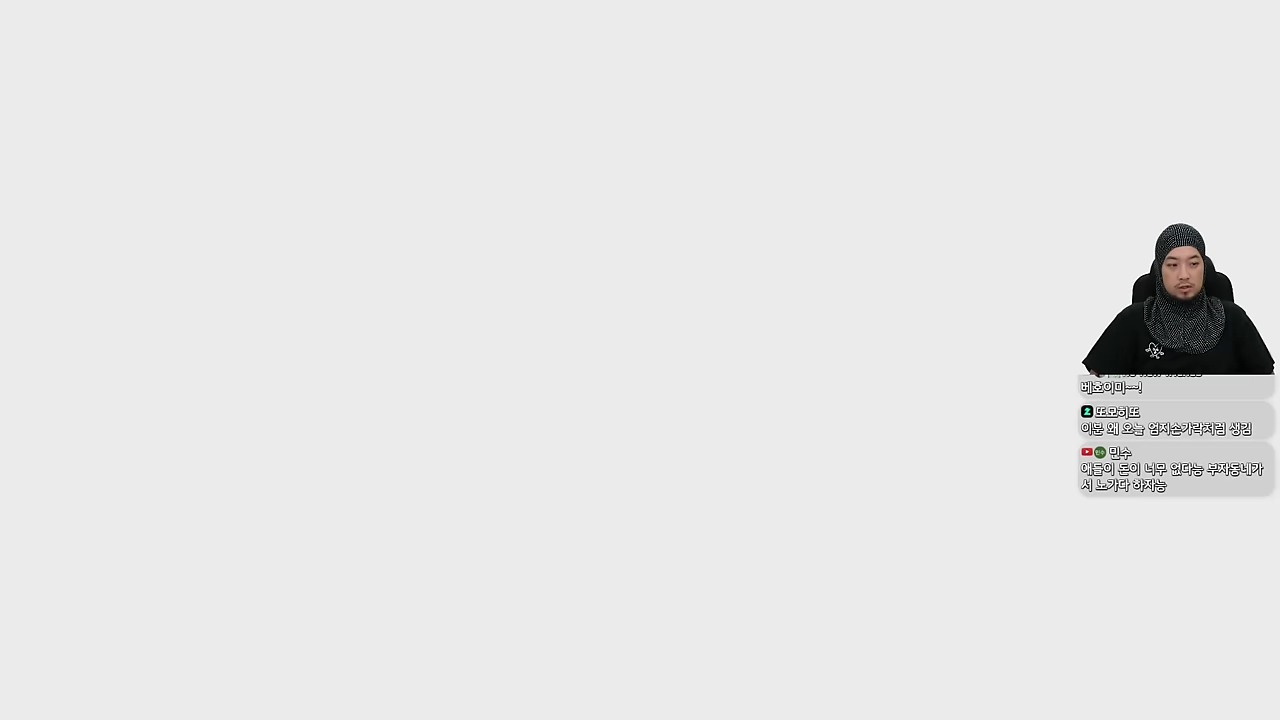 베호이미~~!
또모히또
이분 왜 오늘 엄지손가락처럼 생김
민수
애들이 돈이 너무 없다능 부자동네가
서 노가다 하자능